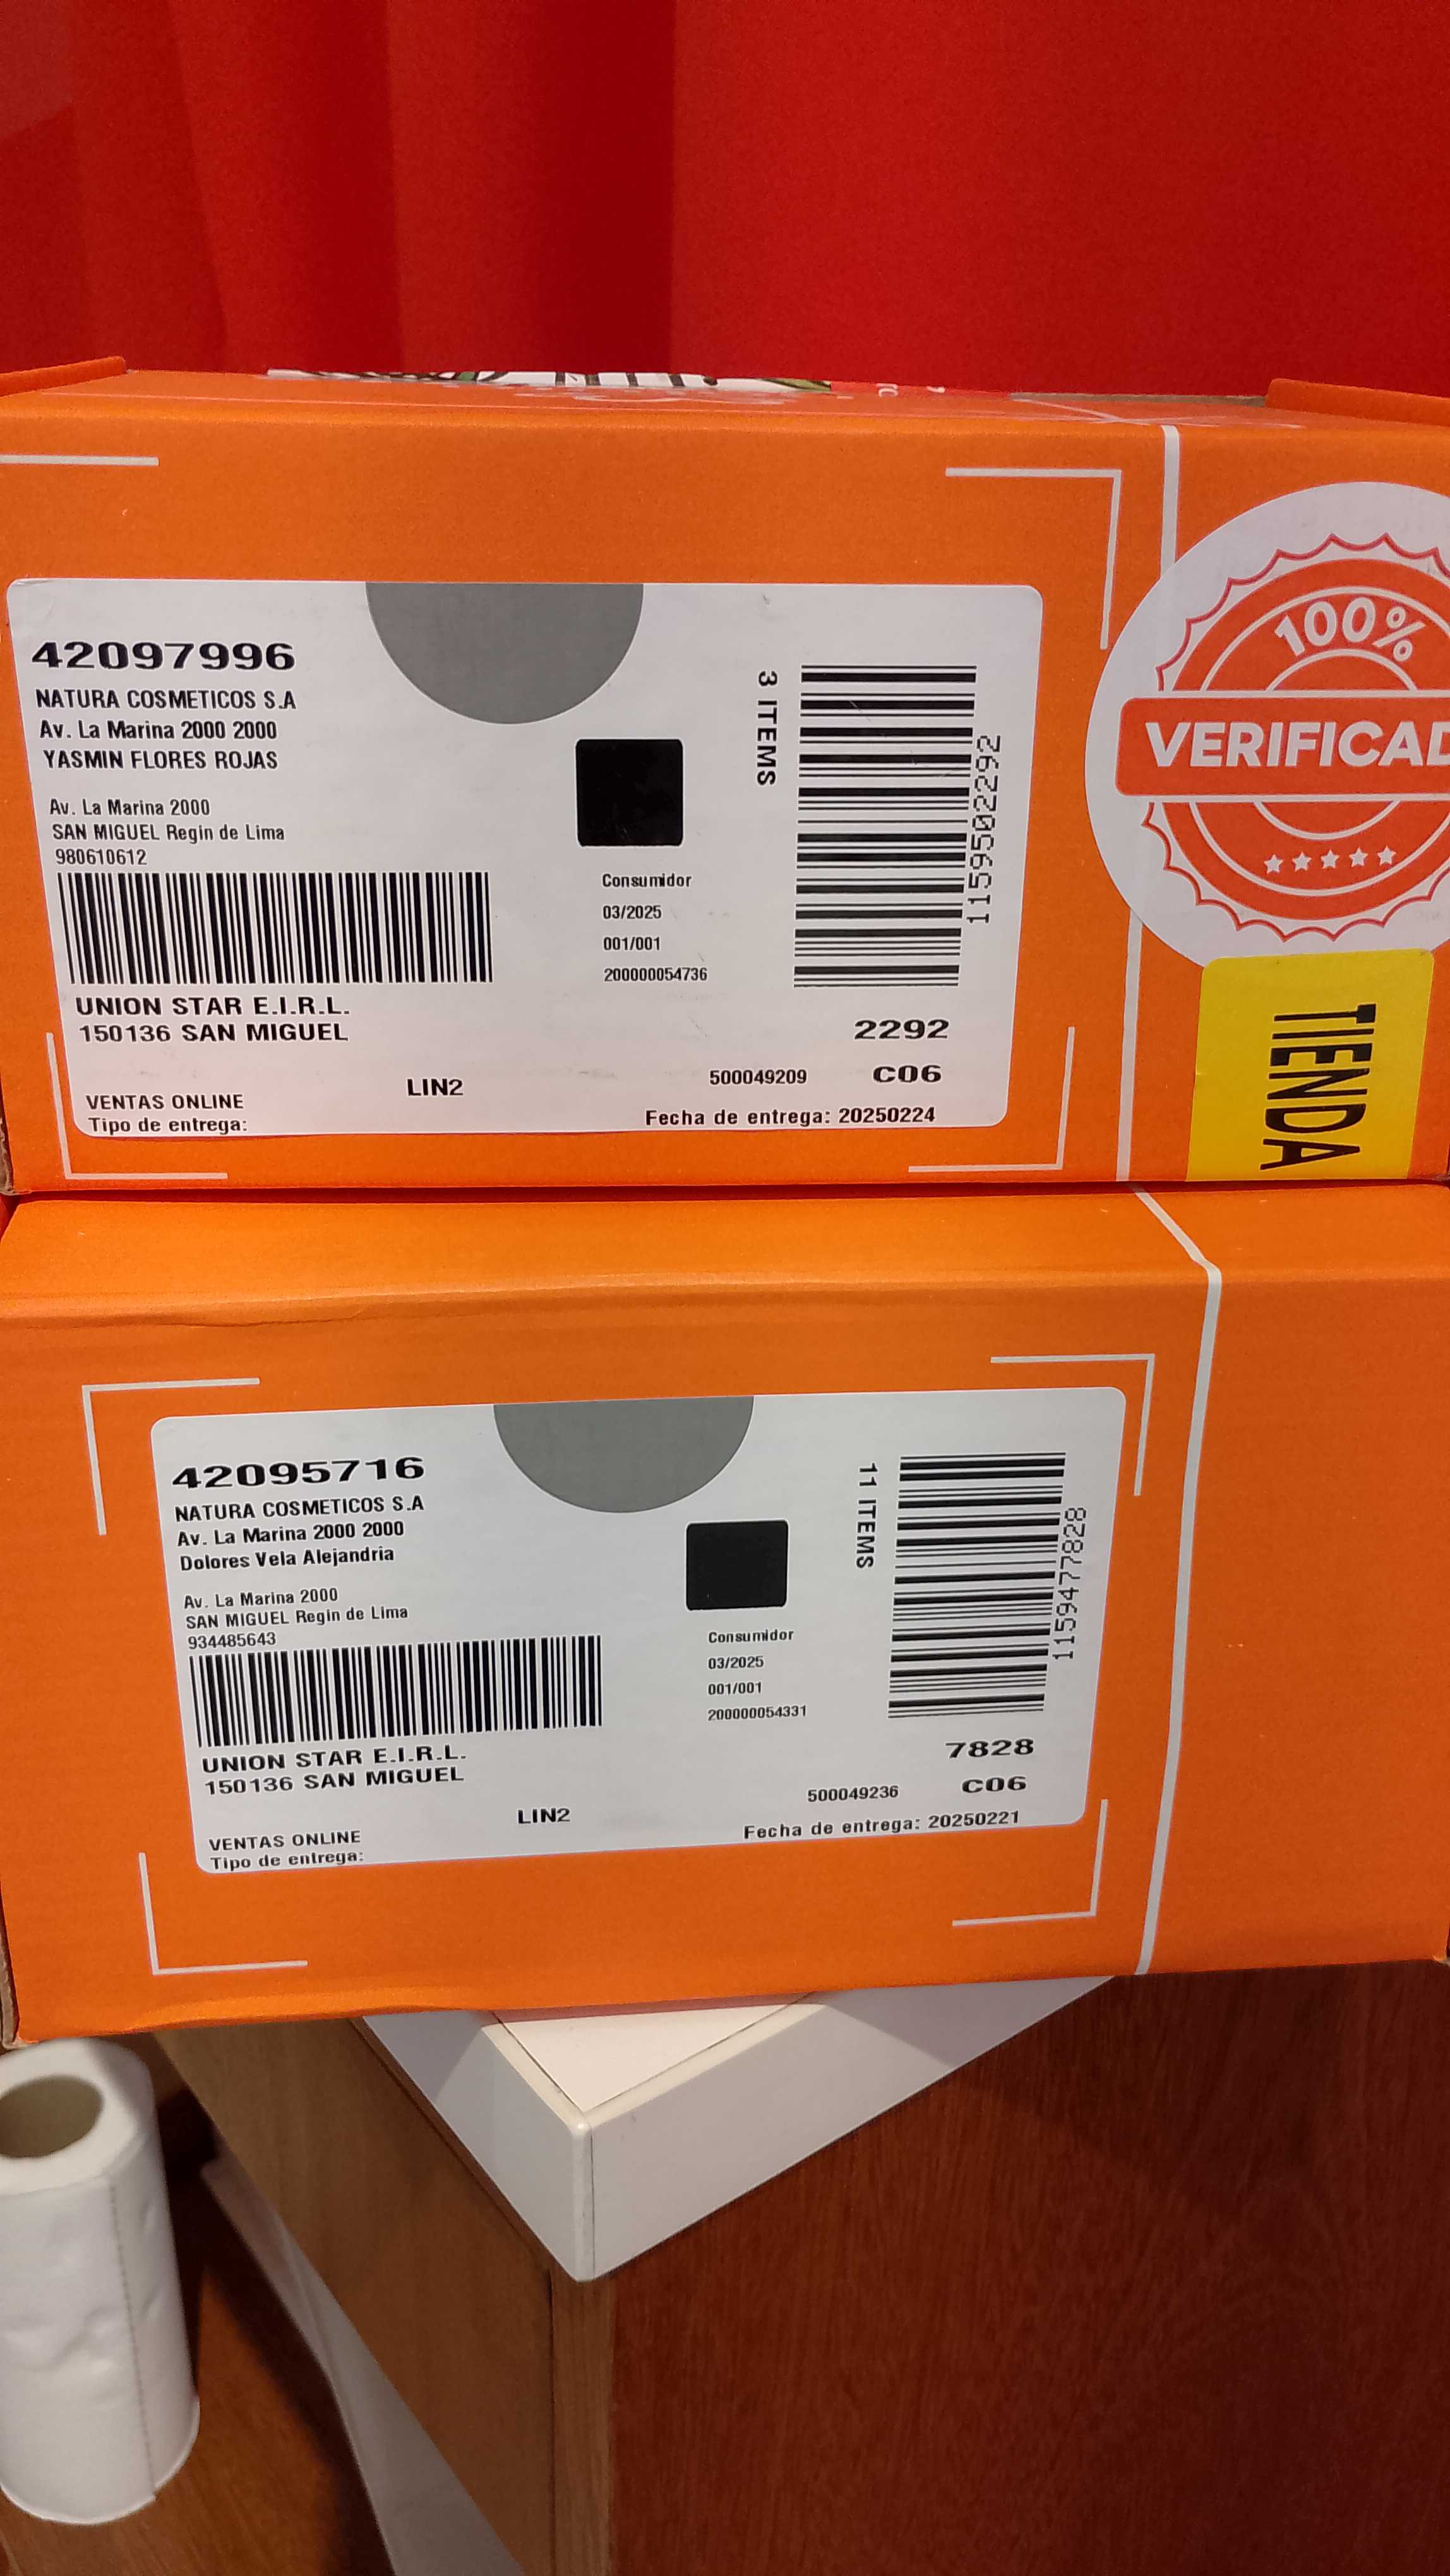 42097996
NATURA COSMETICOS S.A
Av. La Marina 2000 2000
YASMIN FLORES ROJAS
Av. La Marina 2000
SAN MIGUEL Regin de Lima
980610612
UNION STAR E.I.R.L.
150136 SAN MIGUEL
LIN2
VENTAS ONLINE
Tipo de entrega:
3 ITEMS
1159502292
Consumidor
03/2025
001/001
200000054736
2292
500049209
C06
Fecha de entrega: 20250224
100%
VERIFICAD
TIENDA
42095716
NATURA COSMETICOS S.A
Av. La Marina 2000 2000
Dolores Vela Alejandria
Av. La Marina 2000
SAN MIGUEL Regin de Lima
934485643
UNION STAR E.I.R.L.
150136 SAN MIGUEL
LIN2
VENTAS ONLINE
Tipo de entrega:
11 ITEMS
1159477828
Consumidor
03/2025
001/001
200000054331
7828
500049236
C06
Fecha de entrega: 20250221